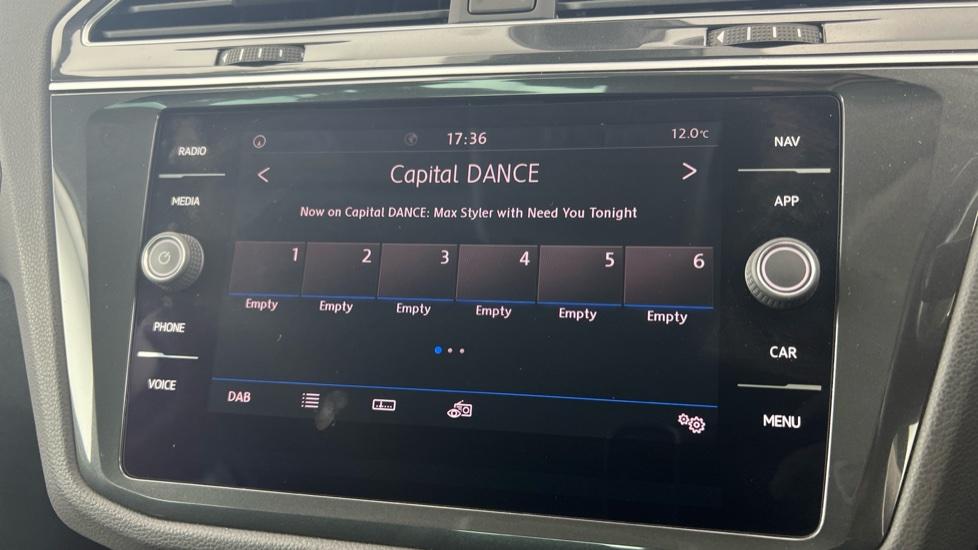 RADIO
MEDIA
PHONE
VOICE
17:36
12.0°C
< Capital DANCE >
Now on Capital DANCE: Max Styler with Need You Tonight
1 2 3 4 5 6
Empty Empty Empty Empty Empty Empty
DAB
NAV
APP
CAR
MENU